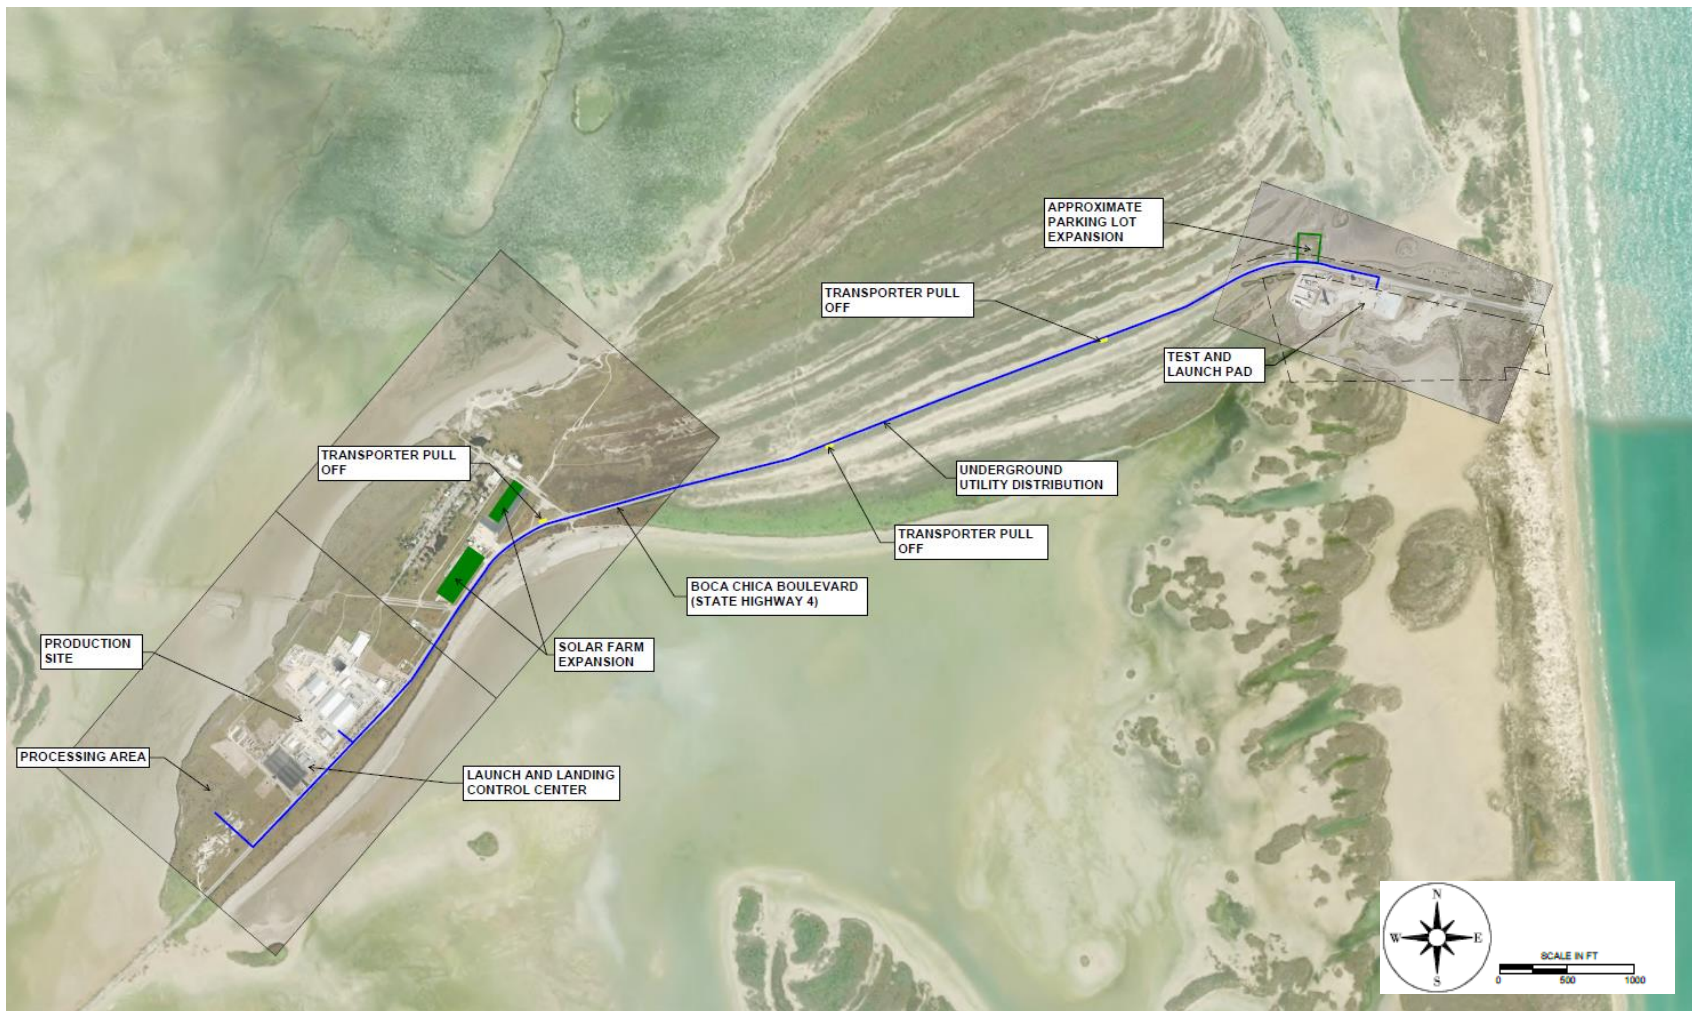 APPROXIMATE
PARKING LOT
EXPANSION
TRANSPORTER PULL
OFF
TEST AND
LAUNCH PAD
TRANSPORTER PULL
OFF
UNDERGROUND
UTILITY DISTRIBUTION
TRANSPORTER PULL
OFF
BOCA CHICA BOULEVARD
(STATE HIGHWAY 4)
PRODUCTION
SITE
SOLAR FARM
EXPANSION
PROCESSING AREA
LAUNCH AND LANDING
CONTROL CENTER
N
W E
S
SCALE IN FT
0 500 1000